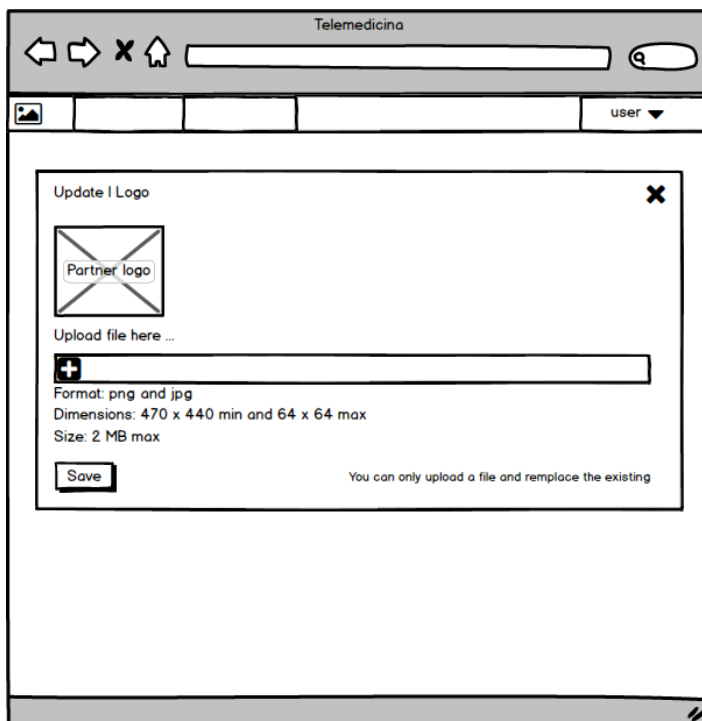 Telemedicina
user
Update | Logo
Partner logo
Upload file here ...
Format: png and jpg
Dimensions: 470 x 440 min and 64 x 64 max
Size: 2 MB max
Save
You can only upload a file and remplace the existing